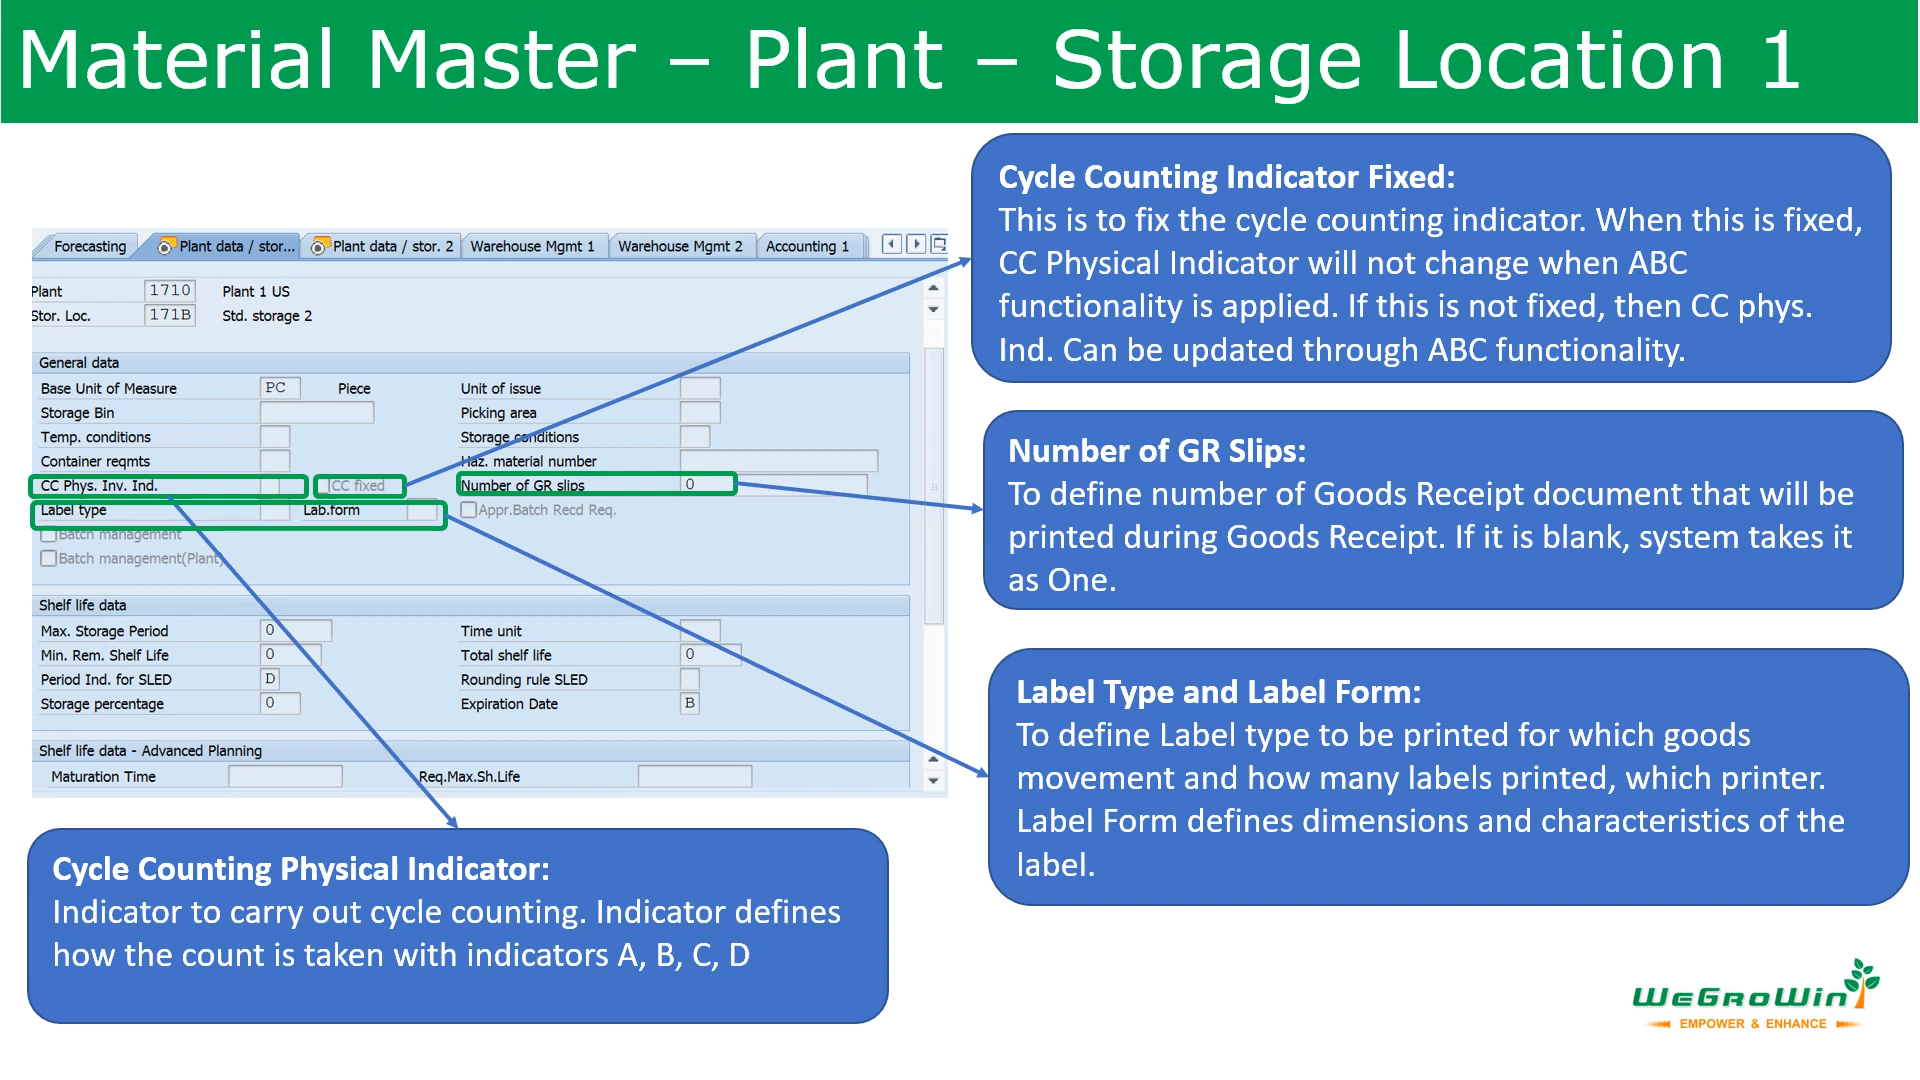 Material Master – Plant – Storage Location 1
Forecasting
Plant data / stor...
Plant data / stor. 2
Warehouse Mgmt 1
Warehouse Mgmt 2
Accounting 1
Plant 1710 Plant 1 US
Stor. Loc. 171B Std. storage 2
General data
Base Unit of Measure PC Piece Unit of issue
Storage Bin Picking area
Temp. conditions Storage conditions
Container reqmts Haz. material number
CC Phys. Inv. Ind. CC fixed Number of GR slips 0
Label type Lab.form Appr.Batch Recd Req.
Batch management
Batch management(Plant)
Shelf life data
Max. Storage Period 0 Time unit
Min. Rem. Shelf Life 0 Total shelf life 0
Period Ind. for SLED D Rounding rule SLED
Storage percentage 0 Expiration Date B
Shelf life data - Advanced Planning
Maturation Time Req.Max.Sh.Life
Cycle Counting Indicator Fixed:
This is to fix the cycle counting indicator. When this is fixed,
CC Physical Indicator will not change when ABC
functionality is applied. If this is not fixed, then CC phys.
Ind. Can be updated through ABC functionality.
Number of GR Slips:
To define number of Goods Receipt document that will be
printed during Goods Receipt. If it is blank, system takes it
as One.
Label Type and Label Form:
To define Label type to be printed for which goods
movement and how many labels printed, which printer.
Label Form defines dimensions and characteristics of the
label.
Cycle Counting Physical Indicator:
Indicator to carry out cycle counting. Indicator defines
how the count is taken with indicators A, B, C, D
WeGroWin
EMPOWER & ENHANCE